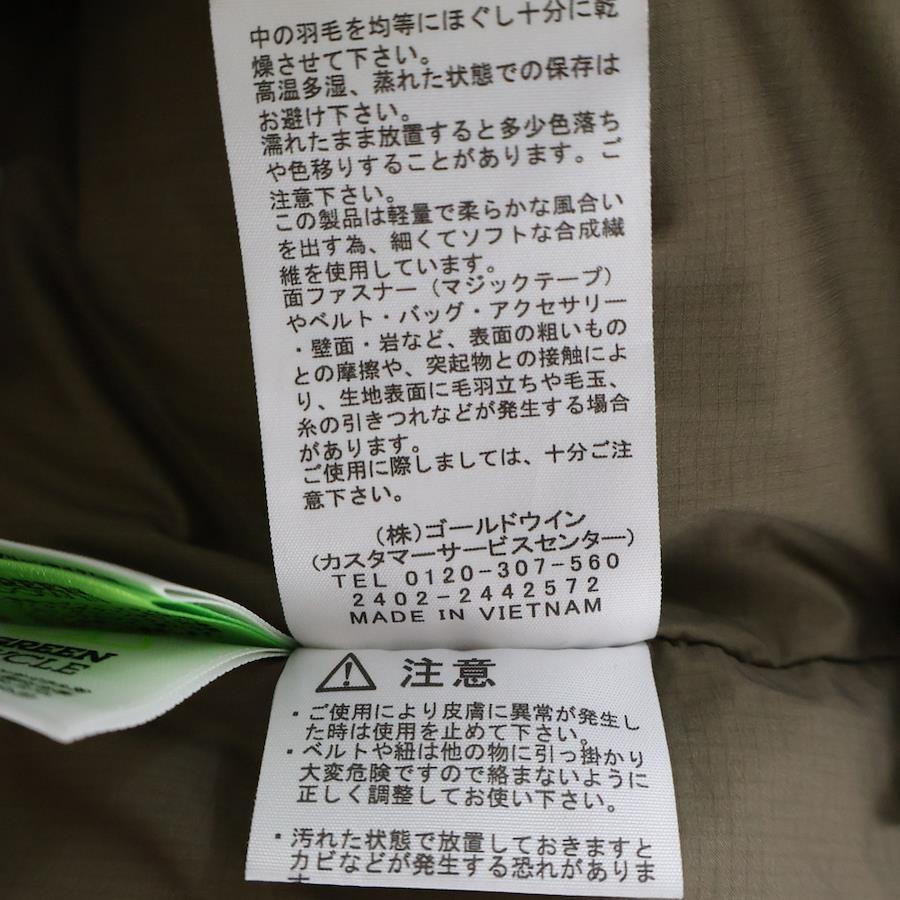 中の羽毛を均等にほぐし十分に乾
燥させて下さい。
高温多湿、蒸れた状態での保存は
お避け下さい。
濡れたまま放置すると多少色落ち
や色移りすることがあります。ご
注意下さい。
この製品は軽量で柔らかな風合い
を出す為、細くてソフトな合成繊
維を使用しています。
面ファスナー（マジックテープ）
やベルト・バッグ・アクセサリー
・壁面・岩など、表面の粗いもの
との摩擦や、突起物との接触によ
り、生地表面に毛羽立ちや毛玉、
糸の引きつれなどが発生する場合
があります。
ご使用に際しましては、十分ご注
意下さい。
（株）ゴールドウイン
（カスタマーサービスセンター）
TEL 0120-307-560
2402-2442572
MADE IN VIETNAM
GREEN
CYCLE
⚠ 注意
・ご使用により皮膚に異常が発生し
た時は使用を止めて下さい。
・ベルトや紐は他の物に引っ掛かり
大変危険ですので絡まないように
正しく調整してお使い下さい。
・汚れた状態で放置しておきますと
カビなどが発生する恐れがありま